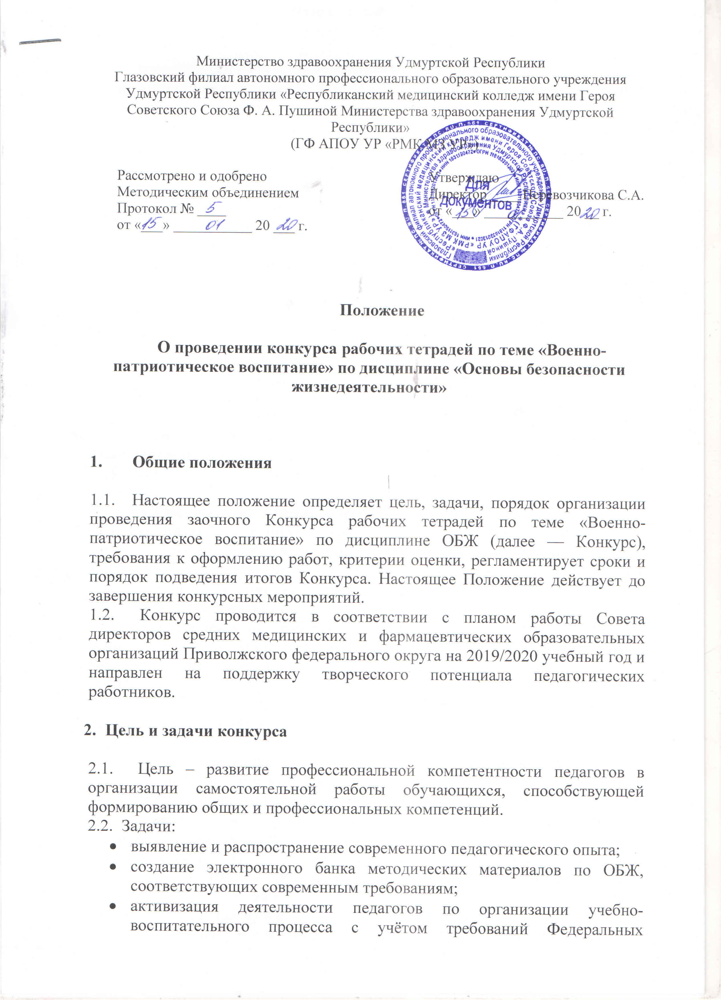 Министерство здравоохранения Удмуртской Республики
Глазовский филиал автономного профессионального образовательного учреждения
Удмуртской Республики «Республиканский медицинский колледж имени Героя
Советского Союза Ф. А. Пушиной Министерства здравоохранения Удмуртской
Республики»
(ГФ АПОУ УР «РМК МЗ УР»)
Рассмотрено и одобрено
Методическим объединением
Протокол № 5
от «15» 01 20 20 г.
Утверждаю
Директор Перевозчикова С.А.
от «15» 01 20 20 г.
Для
документов
Положение
О проведении конкурса рабочих тетрадей по теме «Военно-
патриотическое воспитание» по дисциплине «Основы безопасности
жизнедеятельности»
1. Общие положения
1.1. Настоящее положение определяет цель, задачи, порядок организации
проведения заочного Конкурса рабочих тетрадей по теме «Военно-
патриотическое воспитание» по дисциплине ОБЖ (далее — Конкурс),
требования к оформлению работ, критерии оценки, регламентирует сроки и
порядок подведения итогов Конкурса. Настоящее Положение действует до
завершения конкурсных мероприятий.
1.2. Конкурс проводится в соответствии с планом работы Совета
директоров средних медицинских и фармацевтических образовательных
организаций Приволжского федерального округа на 2019/2020 учебный год и
направлен на поддержку творческого потенциала педагогических
работников.
2. Цель и задачи конкурса
2.1. Цель – развитие профессиональной компетентности педагогов в
организации самостоятельной работы обучающихся, способствующей
формированию общих и профессиональных компетенций.
2.2. Задачи:
• выявление и распространение современного педагогического опыта;
• создание электронного банка методических материалов по ОБЖ,
соответствующих современным требованиям;
• активизация деятельности педагогов по организации учебно-
воспитательного процесса с учётом требований Федеральных